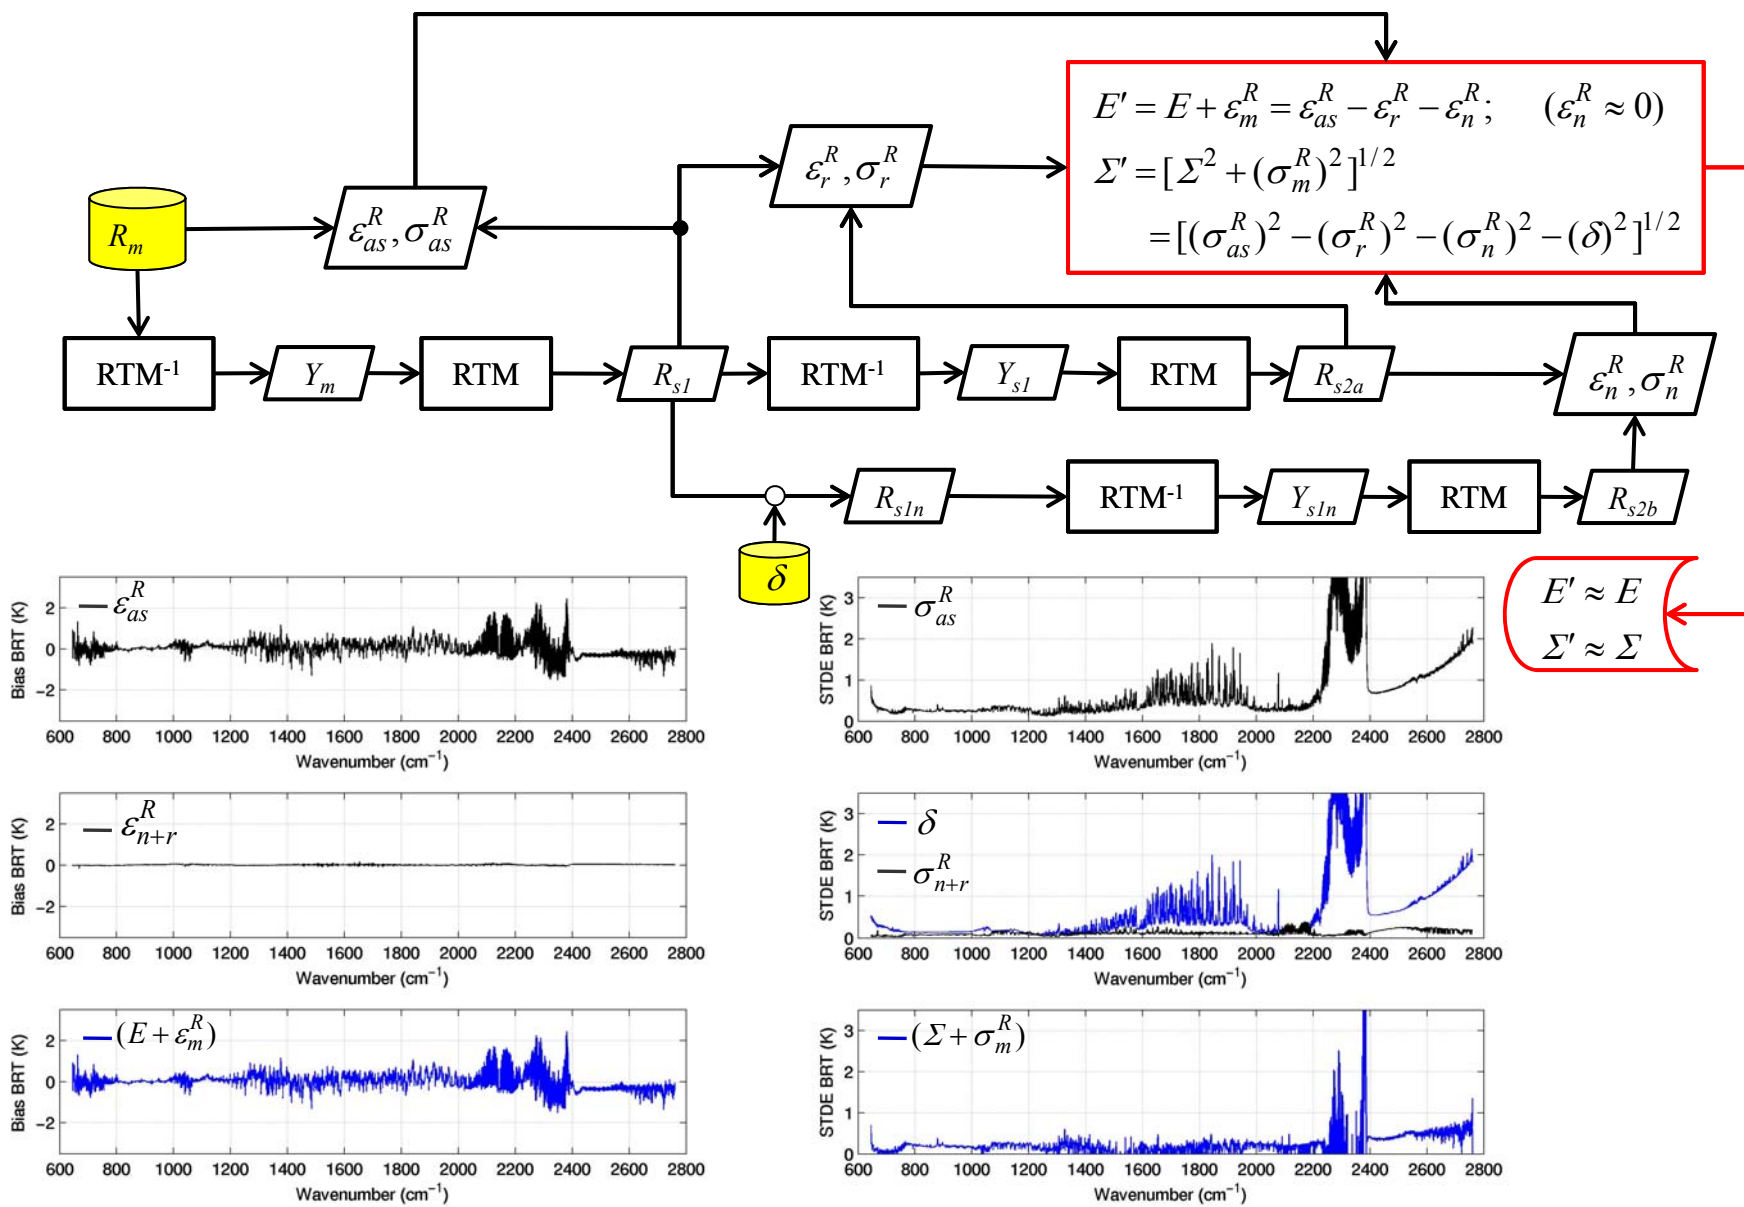 E′ = E + ε_m^R = ε_as^R − ε_r^R − ε_n^R;   (ε_n^R ≈ 0)
Σ′ = [Σ² + (σ_m^R)²]^1/2
= [(σ_as^R)² − (σ_r^R)² − (σ_n^R)² − (δ)²]^1/2
ε_r^R, σ_r^R
R_m
ε_as^R, σ_as^R
RTM⁻¹
Y_m
RTM
R_s1
RTM⁻¹
Y_s1
RTM
R_s2a
ε_n^R, σ_n^R
R_s1n
RTM⁻¹
Y_s1n
RTM
R_s2b
δ
E′ ≈ E
Σ′ ≈ Σ
ε_as^R
Bias BRT (K)
2
0
−2
600 800 1000 1200 1400 1600 1800 2000 2200 2400 2600 2800
Wavenumber (cm⁻¹)
σ_as^R
STDE BRT (K)
3
2
1
0
600 800 1000 1200 1400 1600 1800 2000 2200 2400 2600 2800
Wavenumber (cm⁻¹)
ε_n+r^R
Bias BRT (K)
2
0
−2
600 800 1000 1200 1400 1600 1800 2000 2200 2400 2600 2800
Wavenumber (cm⁻¹)
δ
σ_n+r^R
STDE BRT (K)
3
2
1
0
600 800 1000 1200 1400 1600 1800 2000 2200 2400 2600 2800
Wavenumber (cm⁻¹)
(E + ε_m^R)
Bias BRT (K)
2
0
−2
600 800 1000 1200 1400 1600 1800 2000 2200 2400 2600 2800
Wavenumber (cm⁻¹)
(Σ + σ_m^R)
STDE BRT (K)
3
2
1
0
600 800 1000 1200 1400 1600 1800 2000 2200 2400 2600 2800
Wavenumber (cm⁻¹)